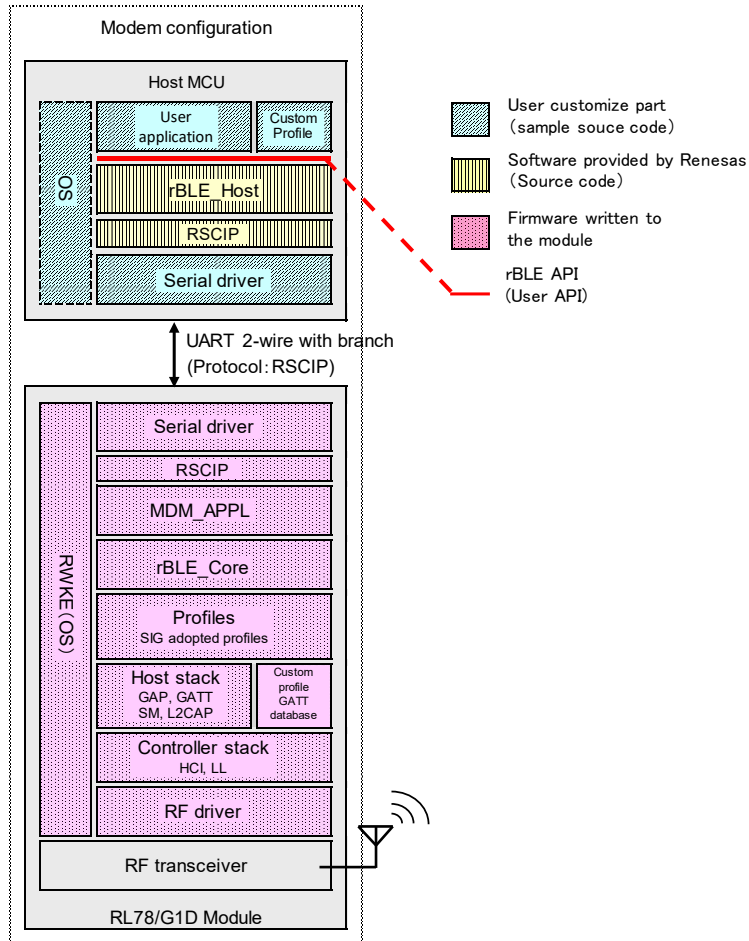 Modem configuration
Host MCU
User
application
Custom
Profile
OS
rBLE_Host
RSCIP
Serial driver
User customize part
(sample souce code)
Software provided by Renesas
(Source code)
Firmware written to
the module
rBLE API
(User API)
UART 2-wire with branch
(Protocol: RSCIP)
Serial driver
RSCIP
MDM_APPL
rBLE_Core
RWKE(OS)
Profiles
SIG adopted profiles
Host stack
GAP, GATT
SM, L2CAP
Custom
profile
GATT
database
Controller stack
HCI, LL
RF driver
RF transceiver
RL78/G1D Module